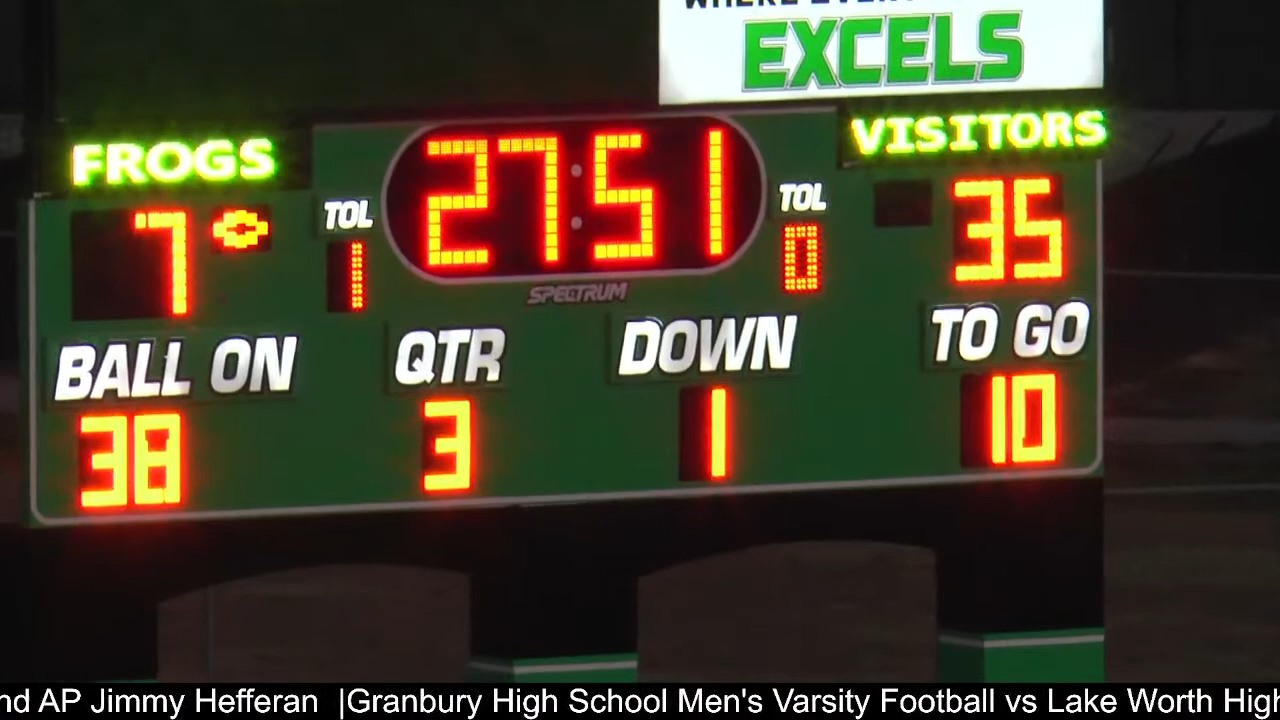 EXCELS
FROGS
VISITORS
27:51
7
TOL
1
TOL
0
35
SPECTRUM
BALL ON
QTR
DOWN
TO GO
38
3
1
10
AP Jimmy Hefferan |Granbury High School Men's Varsity Football vs Lake Worth High